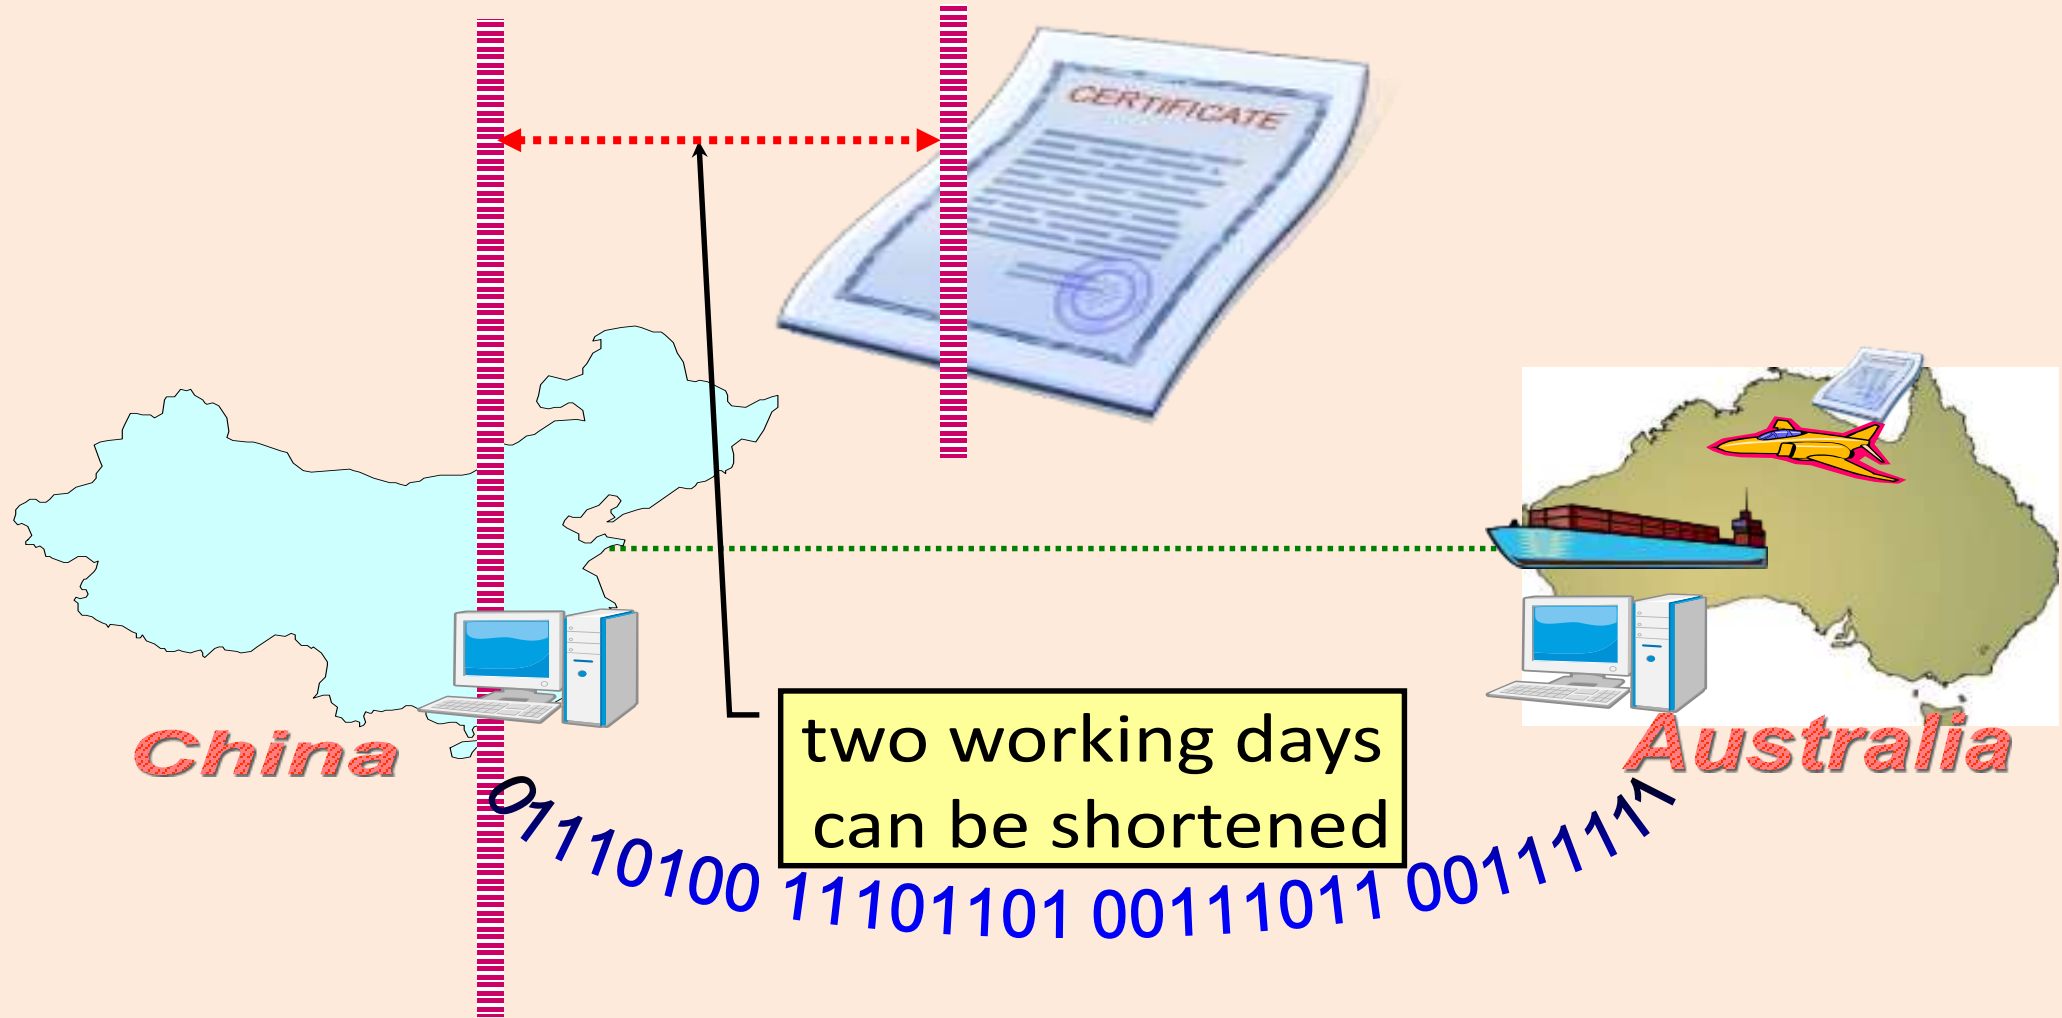 CERTIFICATE
China
Australia
two working days
can be shortened
01110100 11101101 00111011 00111111